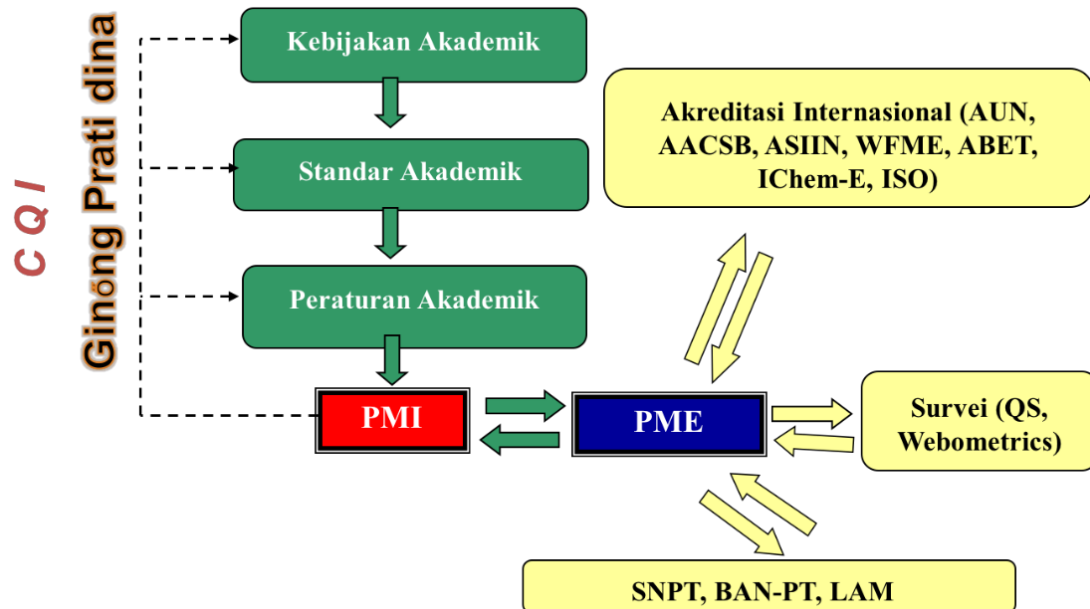 C Q I
Ginŏng Prati dina
Kebijakan Akademik
Standar Akademik
Peraturan Akademik
PMI
PME
Akreditasi Internasional (AUN,
AACSB, ASIIN, WFME, ABET,
IChem-E, ISO)
Survei (QS,
Webometrics)
SNPT, BAN-PT, LAM